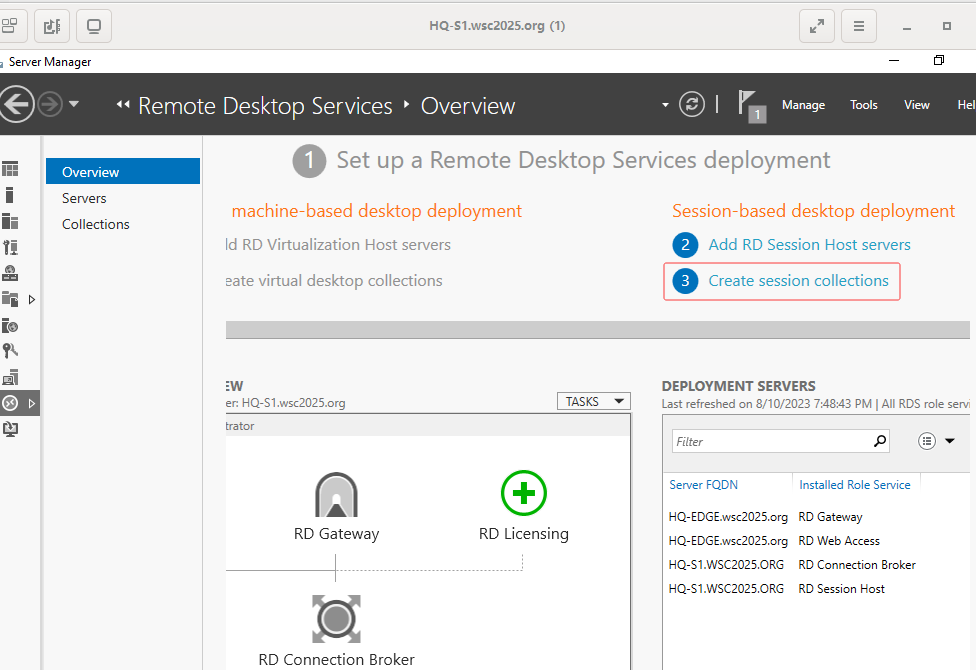 HQ-S1.wsc2025.org (1)
Server Manager
Remote Desktop Services Overview
1
Manage Tools View Hel
Overview
Servers
Collections
1 Set up a Remote Desktop Services deployment
machine-based desktop deployment
dd RD Virtualization Host servers
eate virtual desktop collections
Session-based desktop deployment
2 Add RD Session Host servers
3 Create session collections
EW
er: HQ-S1.wsc2025.org
TASKS
trator
RD Gateway
RD Licensing
RD Connection Broker
DEPLOYMENT SERVERS
Last refreshed on 8/10/2023 7:48:43 PM | All RDS role servi
Filter
Server FQDN Installed Role Service
HQ-EDGE.wsc2025.org RD Gateway
HQ-EDGE.wsc2025.org RD Web Access
HQ-S1.WSC2025.ORG RD Connection Broker
HQ-S1.WSC2025.ORG RD Session Host